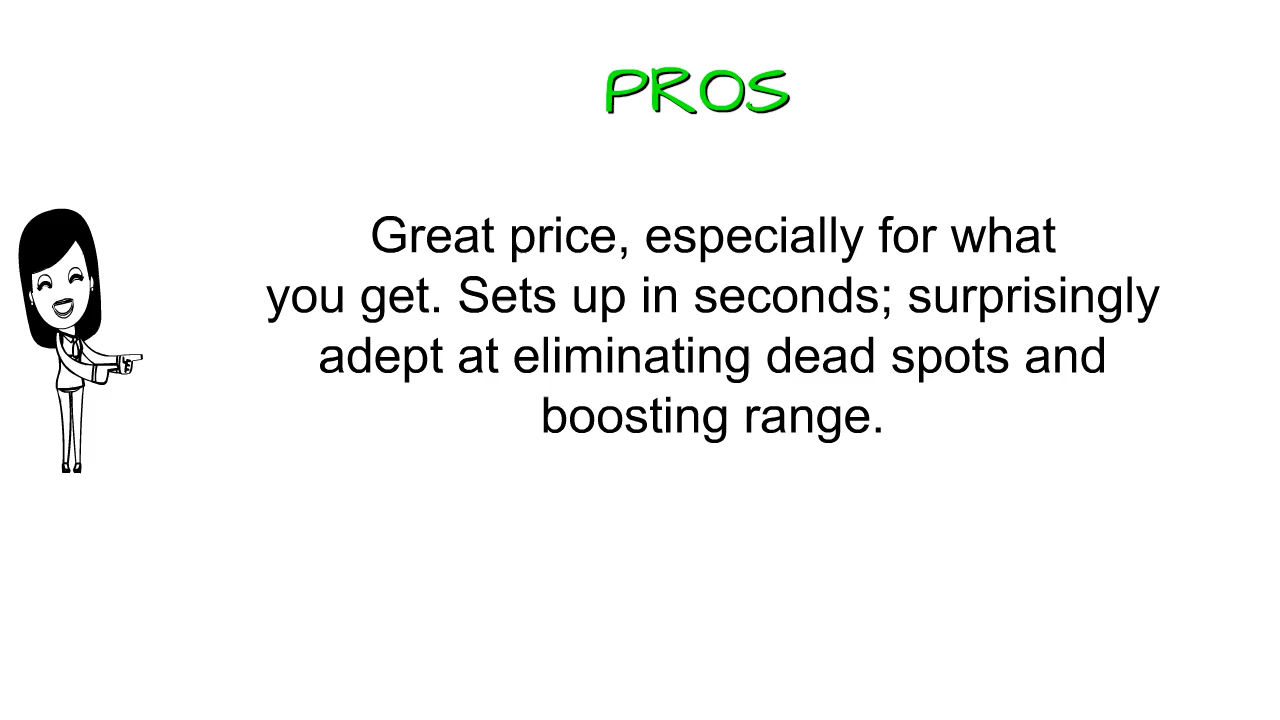 PROS
Great price, especially for what
you get. Sets up in seconds; surprisingly
adept at eliminating dead spots and
boosting range.